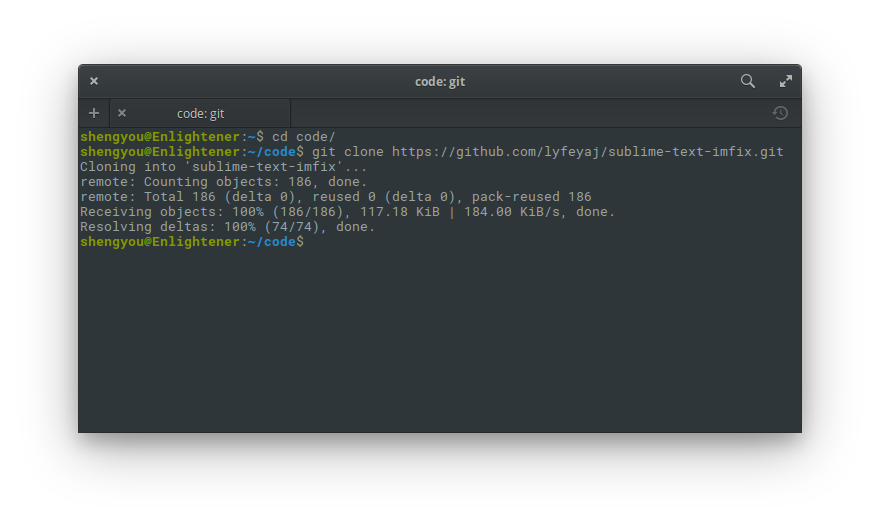 code: git
code: git
shengyou@Enlightener:~$ cd code/
shengyou@Enlightener:~/code$ git clone https://github.com/lyfeyaj/sublime-text-imfix.git
Cloning into 'sublime-text-imfix'...
remote: Counting objects: 186, done.
remote: Total 186 (delta 0), reused 0 (delta 0), pack-reused 186
Receiving objects: 100% (186/186), 117.18 KiB | 184.00 KiB/s, done.
Resolving deltas: 100% (74/74), done.
shengyou@Enlightener:~/code$